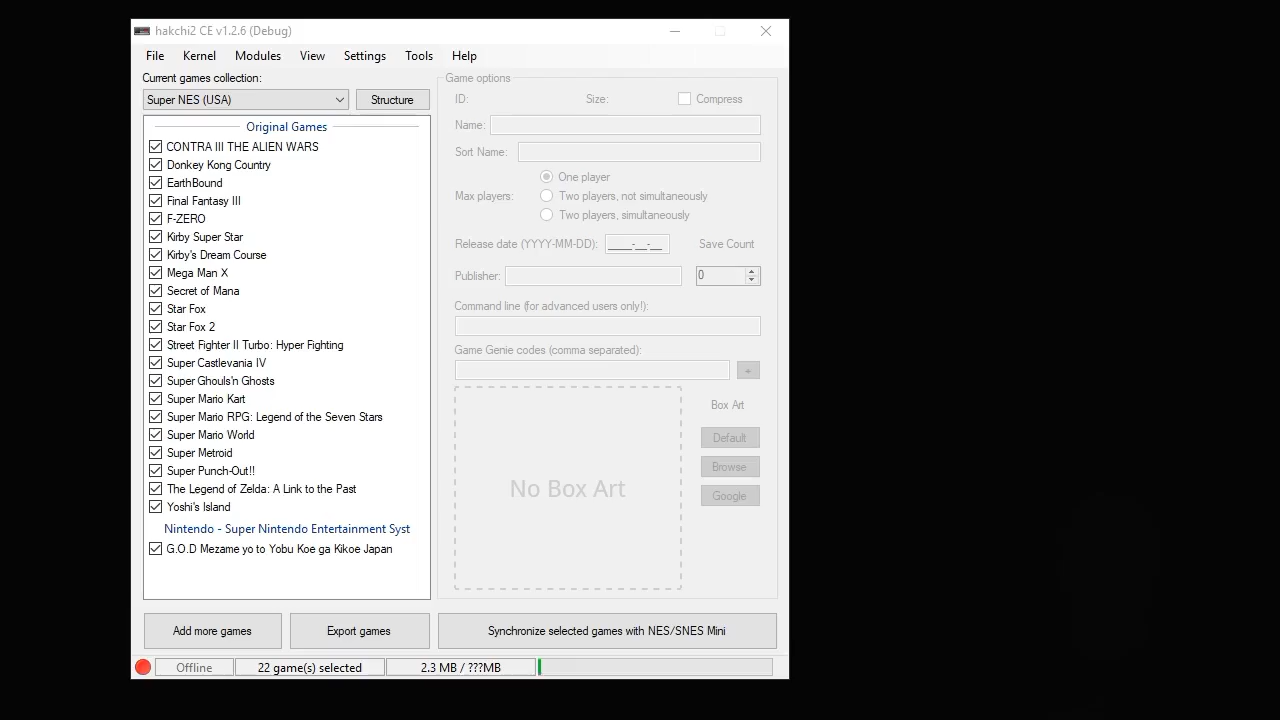 hakchi2 CE v1.2.6 (Debug)
File Kernel Modules View Settings Tools Help
Current games collection:
Super NES (USA)
Structure
Original Games
CONTRA III THE ALIEN WARS
Donkey Kong Country
EarthBound
Final Fantasy III
F-ZERO
Kirby Super Star
Kirby's Dream Course
Mega Man X
Secret of Mana
Star Fox
Star Fox 2
Street Fighter II Turbo: Hyper Fighting
Super Castlevania IV
Super Ghouls'n Ghosts
Super Mario Kart
Super Mario RPG: Legend of the Seven Stars
Super Mario World
Super Metroid
Super Punch-Out!!
The Legend of Zelda: A Link to the Past
Yoshi's Island
Nintendo - Super Nintendo Entertainment Syst
G.O.D Mezame yo to Yobu Koe ga Kikoe Japan
Game options
ID: Size: Compress
Name:
Sort Name:
Max players:
One player
Two players, not simultaneously
Two players, simultaneously
Release date (YYYY-MM-DD): ____-__-__
Save Count
Publisher:
0
Command line (for advanced users only!):
Game Genie codes (comma separated):
+
No Box Art
Box Art
Default
Browse
Google
Add more games
Export games
Synchronize selected games with NES/SNES Mini
Offline
22 game(s) selected
2.3 MB / ???MB